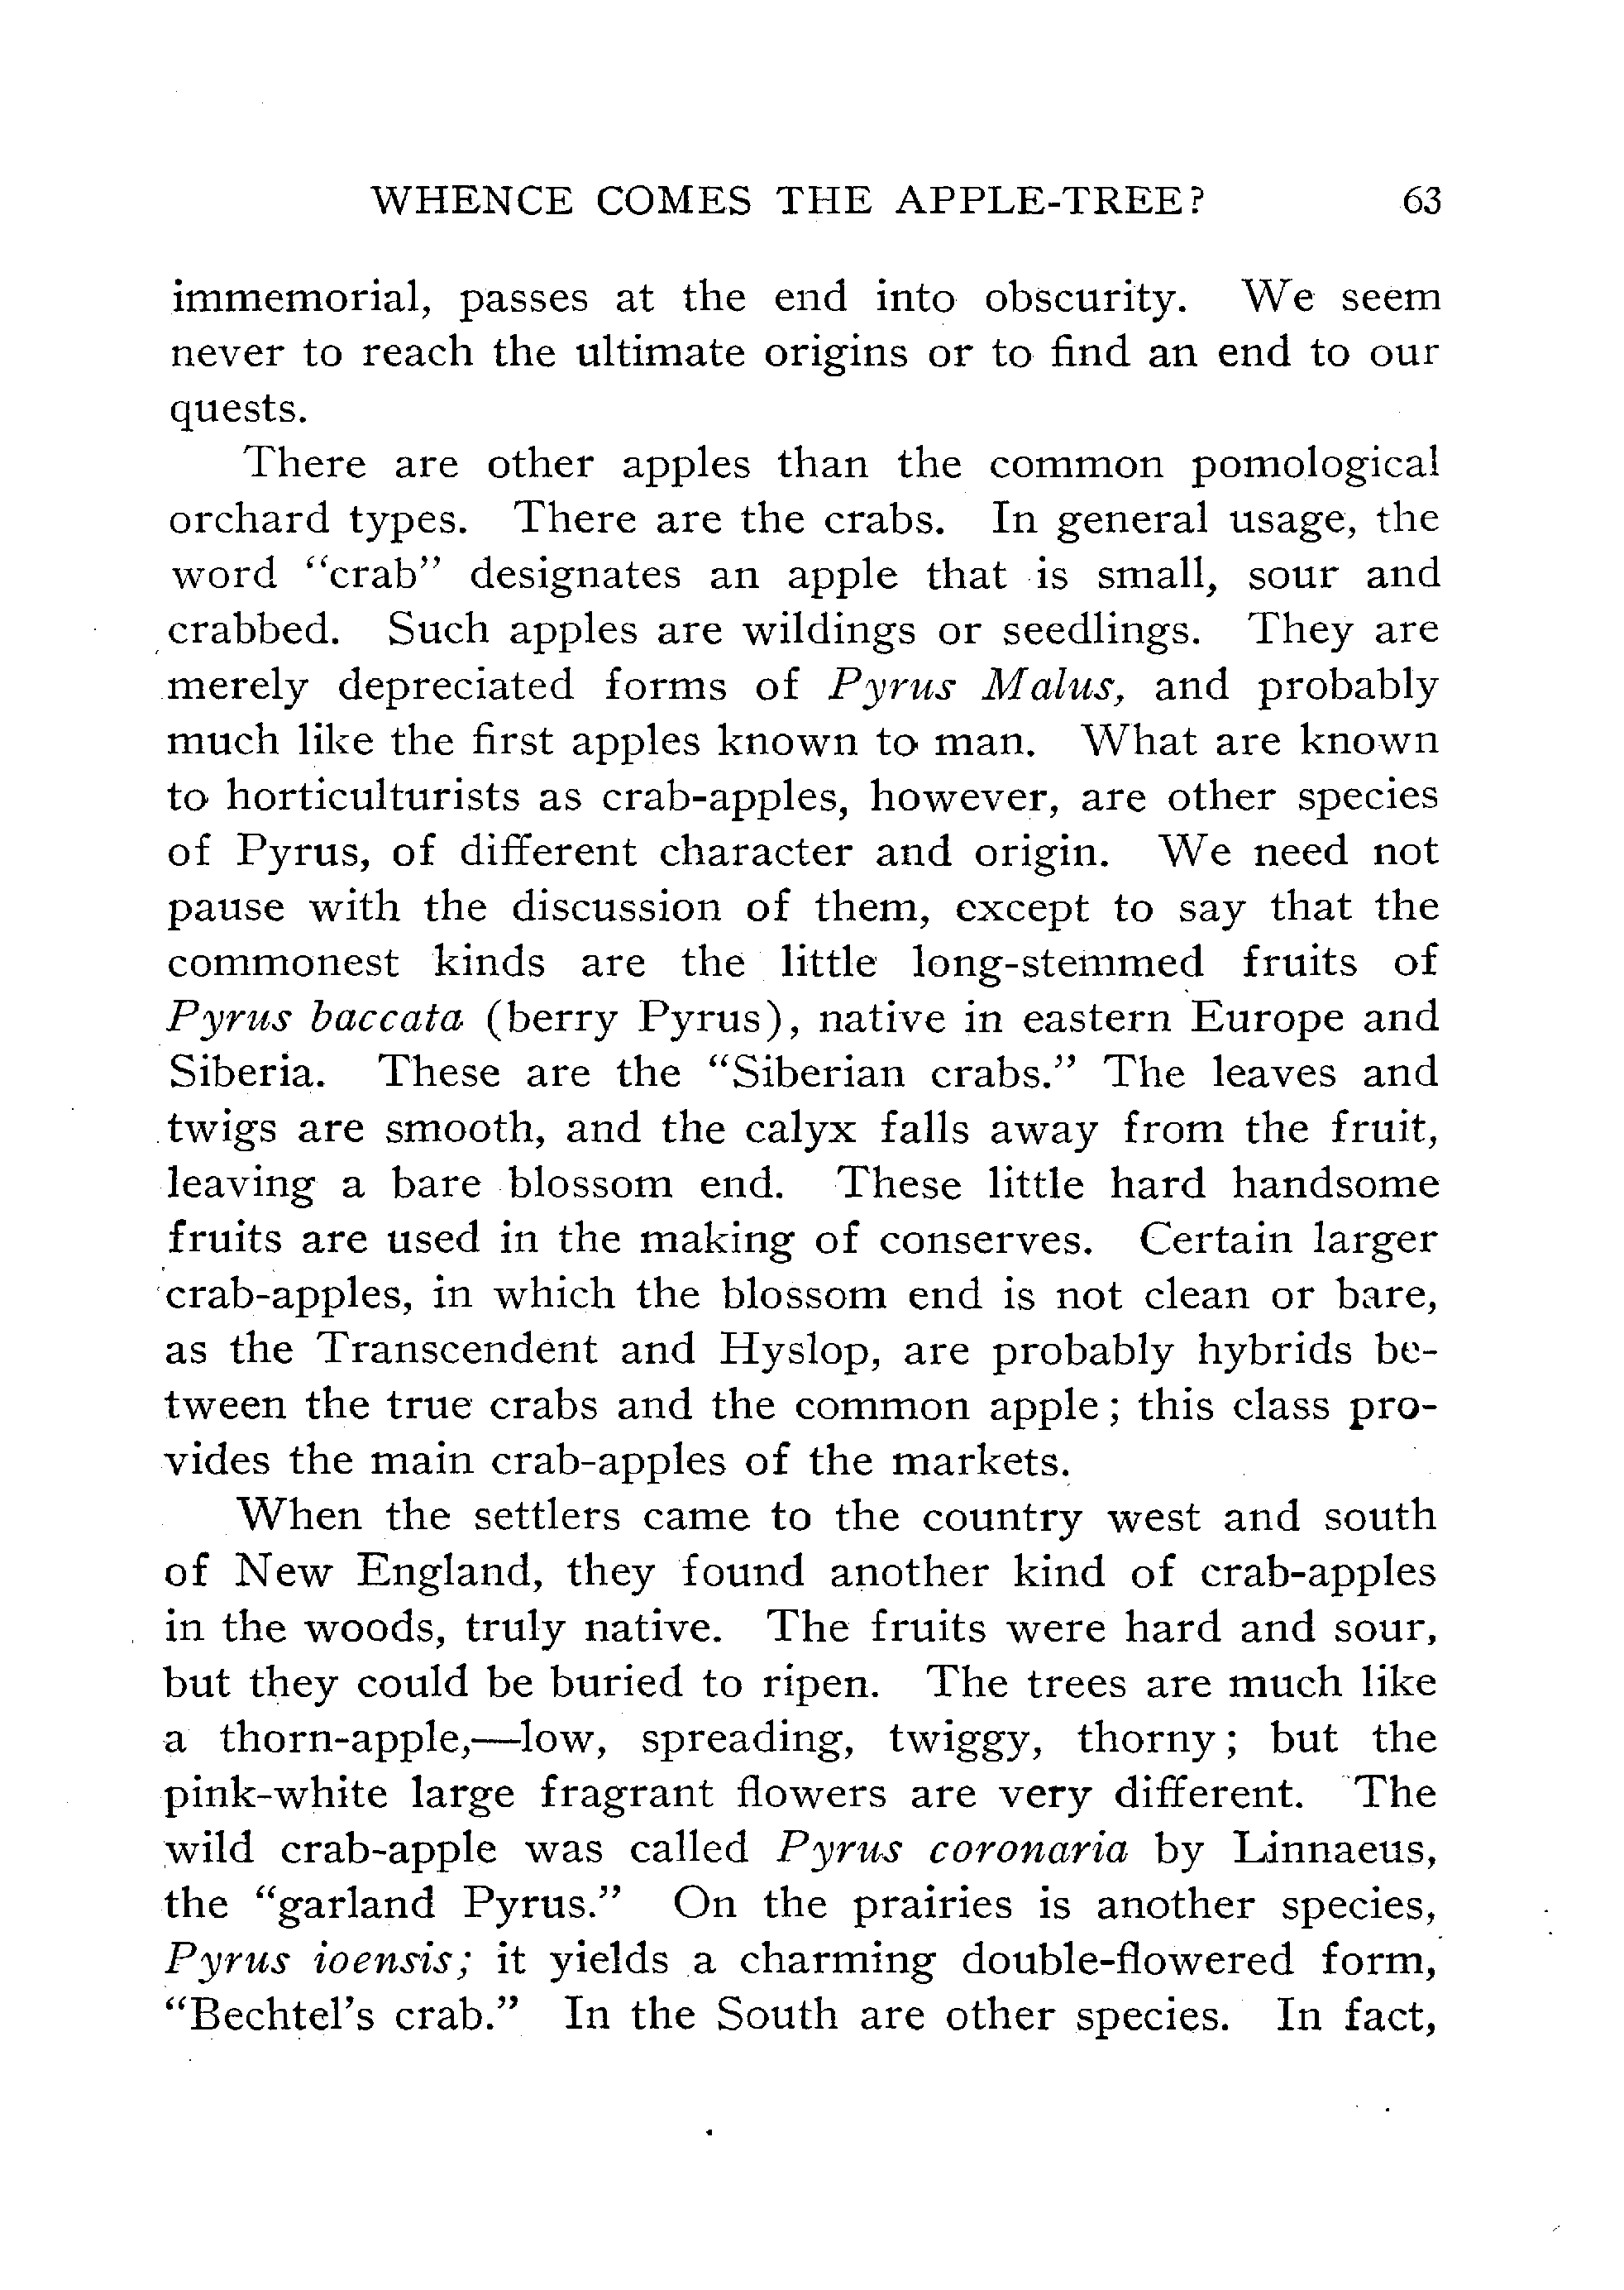 WHENCE COMES THE APPLE-TREE? 63
immemorial, passes at the end into obscurity. We seem
never to reach the ultimate origins or to find an end to our
quests.
There are other apples than the common pomological
orchard types. There are the crabs. In general usage, the
word “crab” designates an apple that is small, sour and
crabbed. Such apples are wildings or seedlings. They are
merely depreciated forms of Pyrus Malus, and probably
much like the first apples known to man. What are known
to horticulturists as crab-apples, however, are other species
of Pyrus, of different character and origin. We need not
pause with the discussion of them, except to say that the
commonest kinds are the little long-stemmed fruits of
Pyrus baccata (berry Pyrus), native in eastern Europe and
Siberia. These are the “Siberian crabs.” The leaves and
twigs are smooth, and the calyx falls away from the fruit,
leaving a bare blossom end. These little hard handsome
fruits are used in the making of conserves. Certain larger
crab-apples, in which the blossom end is not clean or bare,
as the Transcendent and Hyslop, are probably hybrids be-
tween the true crabs and the common apple; this class pro-
vides the main crab-apples of the markets.
When the settlers came to the country west and south
of New England, they found another kind of crab-apples
in the woods, truly native. The fruits were hard and sour,
but they could be buried to ripen. The trees are much like
a thorn-apple,—low, spreading, twiggy, thorny; but the
pink-white large fragrant flowers are very different. The
wild crab-apple was called Pyrus coronaria by Linnaeus,
the “garland Pyrus.” On the prairies is another species,
Pyrus ioensis; it yields a charming double-flowered form,
“Bechtel’s crab.” In the South are other species. In fact,